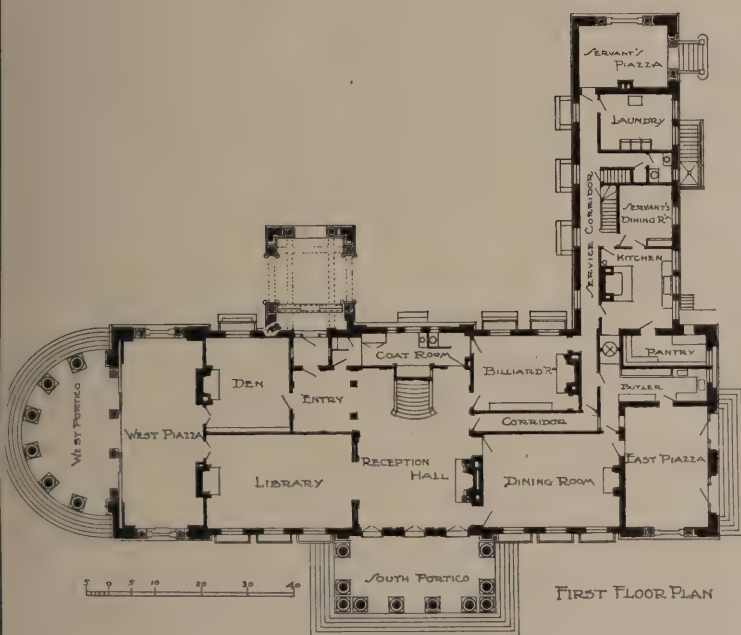 SERVANT'S
PIAZZA
LAUNDRY
SERVICE CORRIDOR
SERVANT'S
DINING RM
KITCHEN
COAT ROOM
BILLIARD RM
PANTRY
BUTLER
DEN
ENTRY
CORRIDOR
WEST PORTICO
WEST PIAZZA
LIBRARY
RECEPTION
HALL
DINING ROOM
EAST PIAZZA
SOUTH PORTICO
5 0 5 10 20 30 40
FIRST FLOOR PLAN